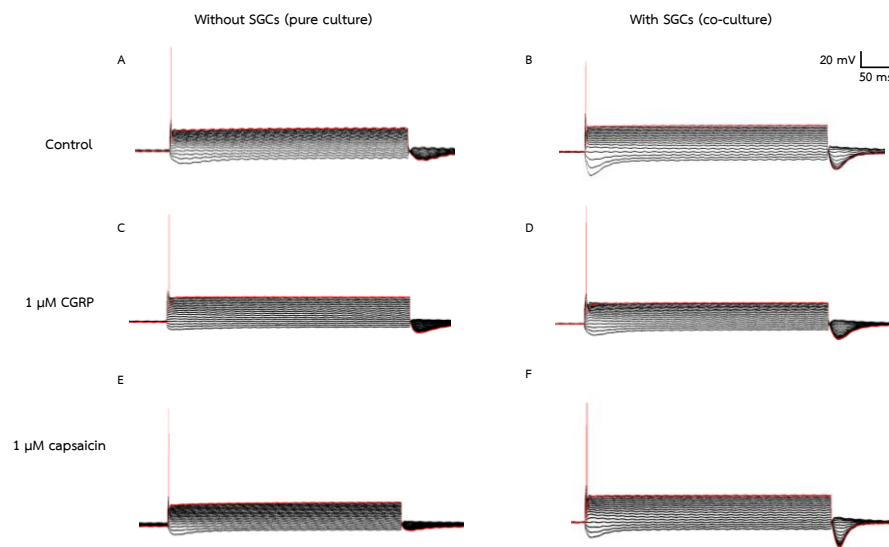 Without SGCs (pure culture)
With SGCs (co-culture)
A
B
20 mV
50 ms
Control
C
D
1 µM CGRP
E
F
1 µM capsaicin